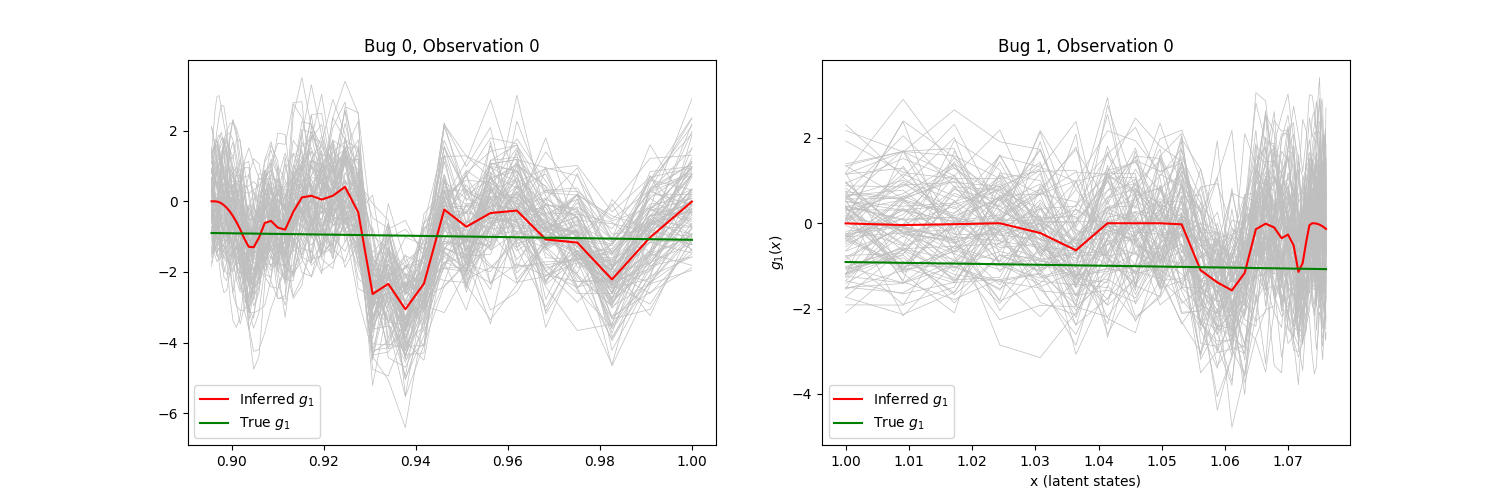 Bug 0, Observation 0
2
0
−2
−4
−6
Inferred g₁
True g₁
0.90 0.92 0.94 0.96 0.98 1.00
Bug 1, Observation 0
g₁(x)
2
0
−2
−4
Inferred g₁
True g₁
1.00 1.01 1.02 1.03 1.04 1.05 1.06 1.07
x (latent states)